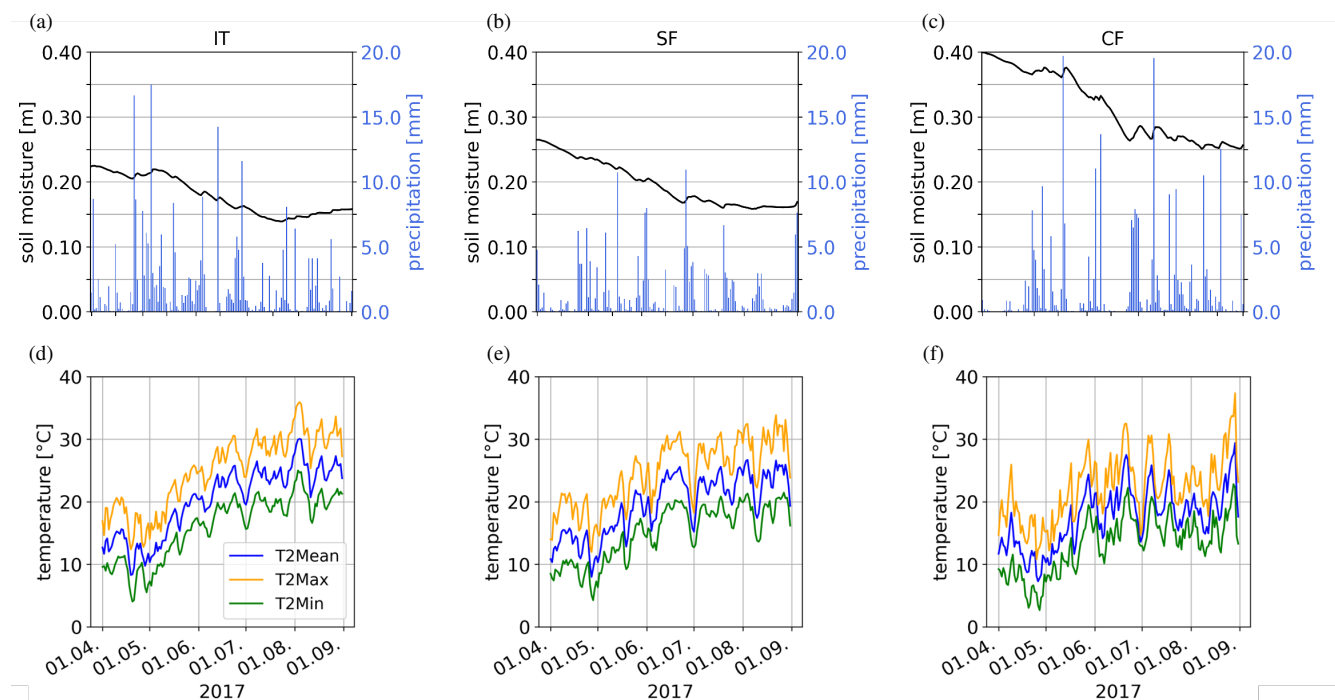 (a) (b) (c)
IT SF CF
0.40 20.0 0.40 20.0 0.40 20.0
0.30 15.0 0.30 15.0 0.30 15.0
0.20 10.0 0.20 10.0 0.20 10.0
0.10 5.0 0.10 5.0 0.10 5.0
0.00 0.0 0.00 0.0 0.00 0.0
soil moisture [m] precipitation [mm] soil moisture [m] precipitation [mm] soil moisture [m] precipitation [mm]
(d) (e) (f)
40 40 40
30 30 30
20 20 20
10 10 10
0 0 0
temperature [°C] temperature [°C] temperature [°C]
T2Mean
T2Max
T2Min
01.04. 01.05. 01.06. 01.07. 01.08. 01.09. 01.04. 01.05. 01.06. 01.07. 01.08. 01.09. 01.04. 01.05. 01.06. 01.07. 01.08. 01.09.
2017 2017 2017